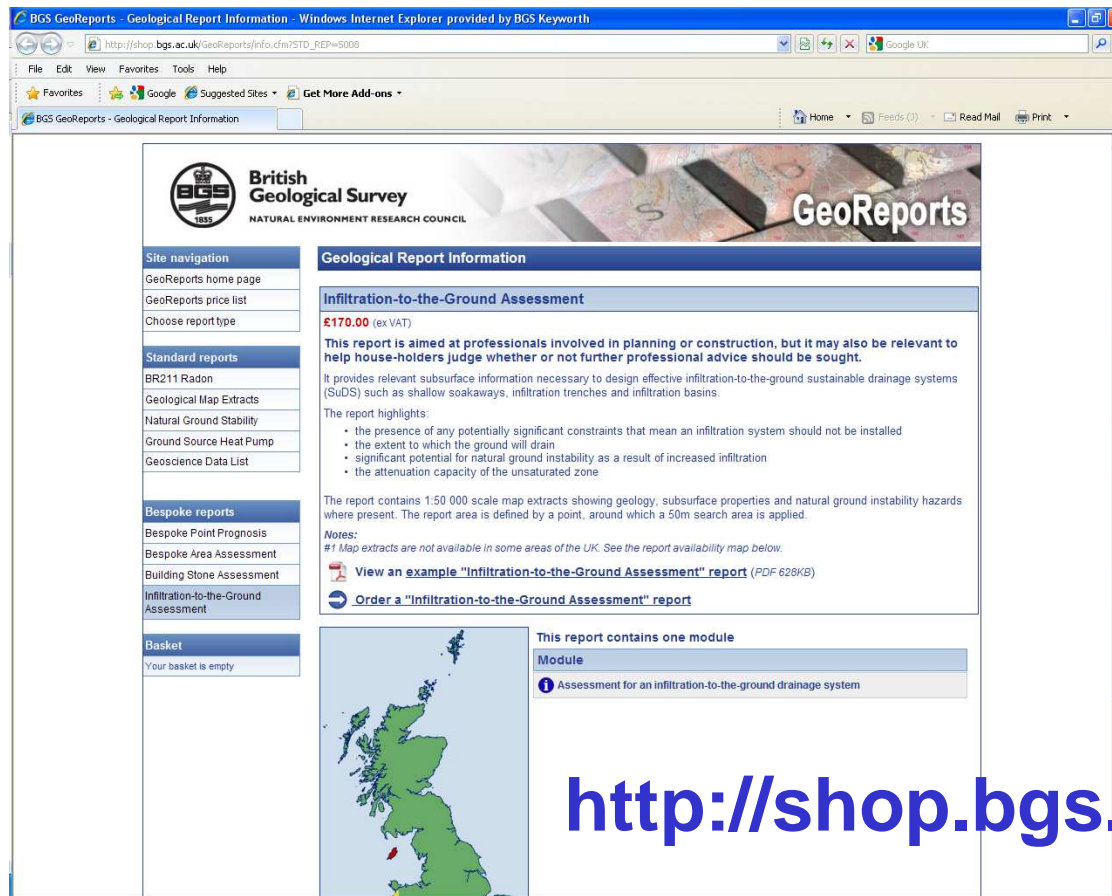 BGS GeoReports - Geological Report Information - Windows Internet Explorer provided by BGS Keyworth
http://shop.bgs.ac.uk/GeoReports/info.cfm?STD_REP=5008
Google UK
File Edit View Favorites Tools Help
Favorites Google Suggested Sites Get More Add-ons
BGS GeoReports - Geological Report Information
Home Feeds (J) Read Mail Print
BGS
1835
British
Geological Survey
NATURAL ENVIRONMENT RESEARCH COUNCIL
GeoReports
Site navigation
GeoReports home page
GeoReports price list
Choose report type
Standard reports
BR211 Radon
Geological Map Extracts
Natural Ground Stability
Ground Source Heat Pump
Geoscience Data List
Bespoke reports
Bespoke Point Prognosis
Bespoke Area Assessment
Building Stone Assessment
Infiltration-to-the-Ground
Assessment
Basket
Your basket is empty
Geological Report Information
Infiltration-to-the-Ground Assessment
£170.00 (ex VAT)
This report is aimed at professionals involved in planning or construction, but it may also be relevant to
help house-holders judge whether or not further professional advice should be sought.
It provides relevant subsurface information necessary to design effective infiltration-to-the-ground sustainable drainage systems
(SuDS) such as shallow soakaways, infiltration trenches and infiltration basins.
The report highlights:
• the presence of any potentially significant constraints that mean an infiltration system should not be installed
• the extent to which the ground will drain
• significant potential for natural ground instability as a result of increased infiltration
• the attenuation capacity of the unsaturated zone
The report contains 1:50 000 scale map extracts showing geology, subsurface properties and natural ground instability hazards
where present. The report area is defined by a point, around which a 50m search area is applied.
Notes:
#1 Map extracts are not available in some areas of the UK. See the report availability map below.
View an example "Infiltration-to-the-Ground Assessment" report (PDF 628KB)
Order a "Infiltration-to-the-Ground Assessment" report
This report contains one module
Module
Assessment for an infiltration-to-the-ground drainage system
http://shop.bgs.